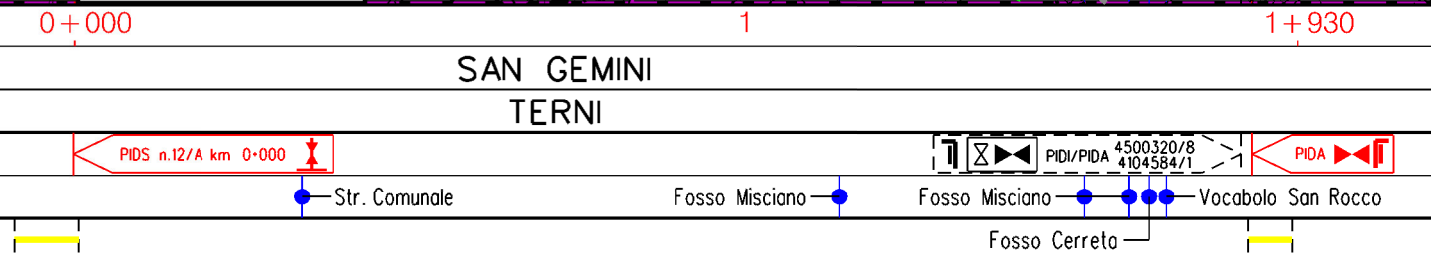 0+000 1 1+930
SAN GEMINI
TERNI
PIDS n.12/A km 0+000
PIDI/PIDA 4500320/8
4104584/1
PIDA
Str. Comunale
Fosso Misciano
Fosso Misciano
Vocabolo San Rocco
Fosso Cerreta